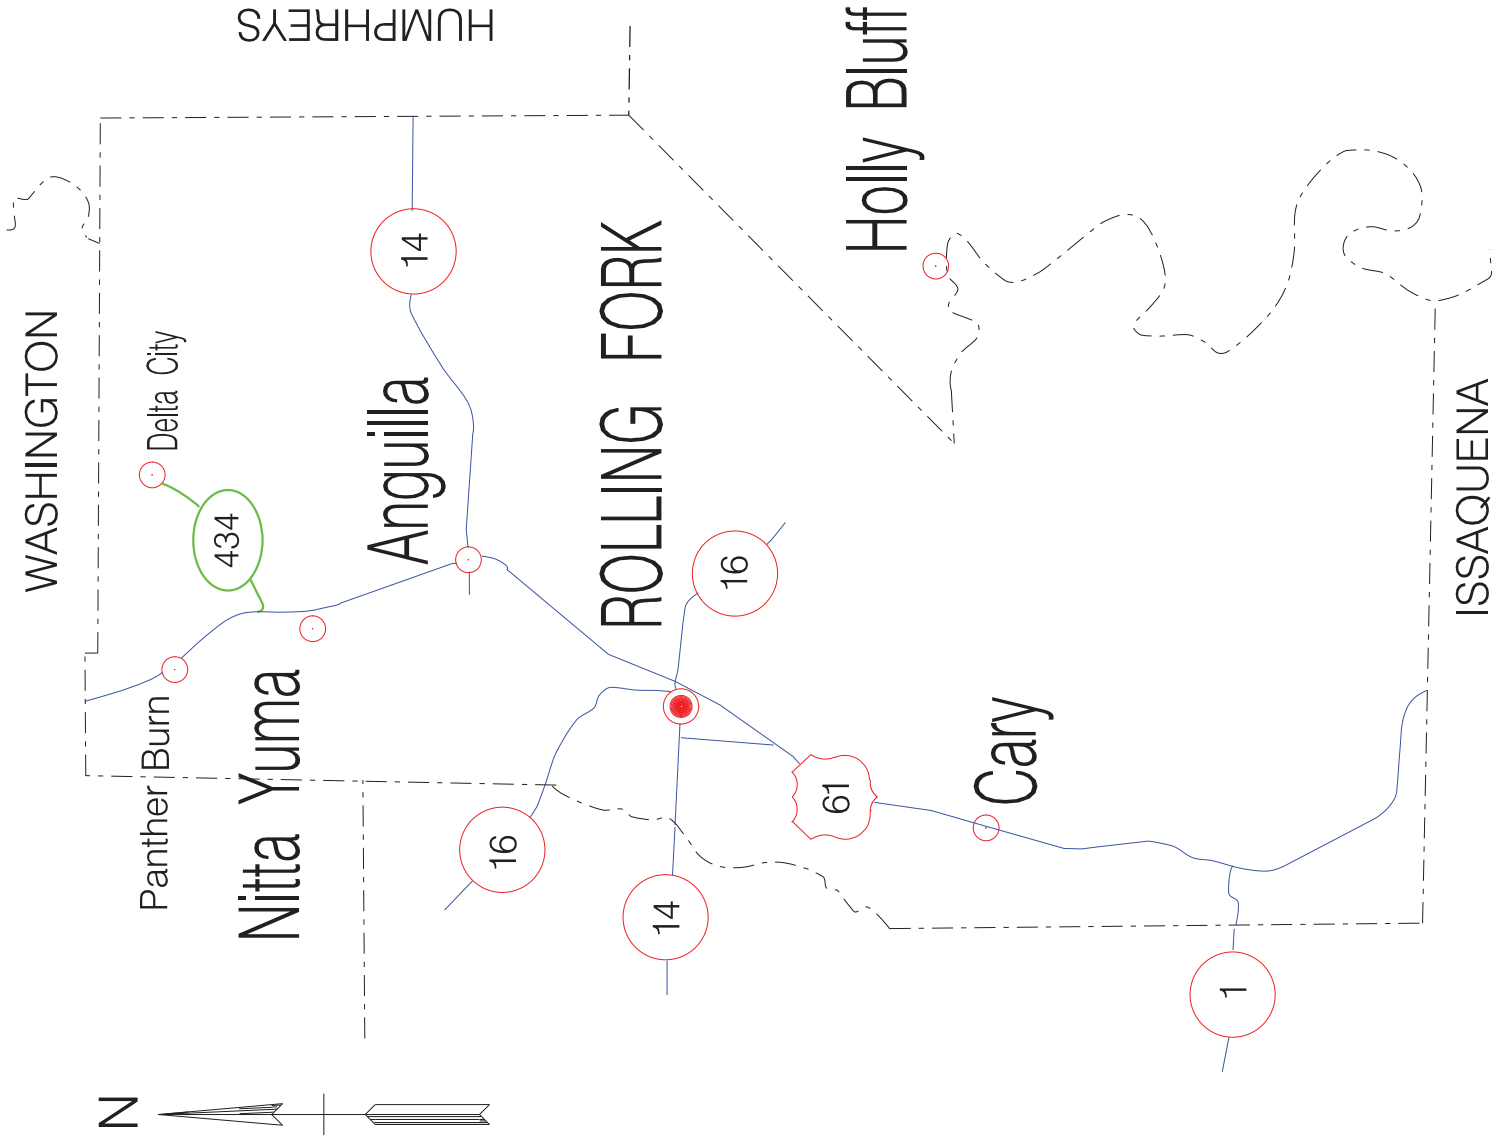 HUMPHREYS
WASHINGTON
Holly Bluff
Delta City
14
434
Anguilla
ROLLING FORK
16
Panther Burn
Nitta Yuma
16
14
61
Cary
1
ISSAQUENA
N